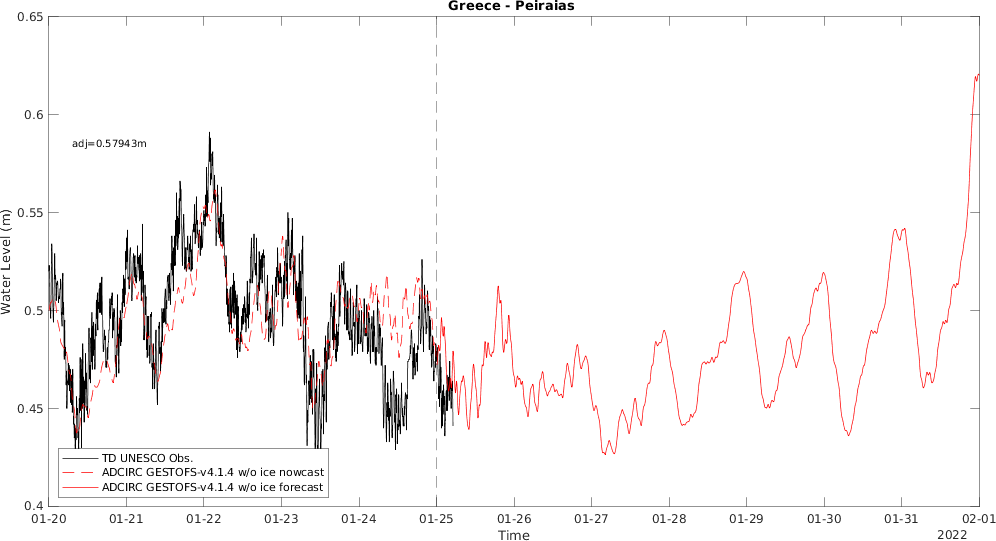 Greece - Peiraias
0.65
0.6
0.55
0.5
0.45
0.4
Water Level (m)
adj=0.57943m
TD UNESCO Obs.
ADCIRC GESTOFS-v4.1.4 w/o ice nowcast
ADCIRC GESTOFS-v4.1.4 w/o ice forecast
01-20 01-21 01-22 01-23 01-24 01-25 01-26 01-27 01-28 01-29 01-30 01-31 02-01
Time
2022